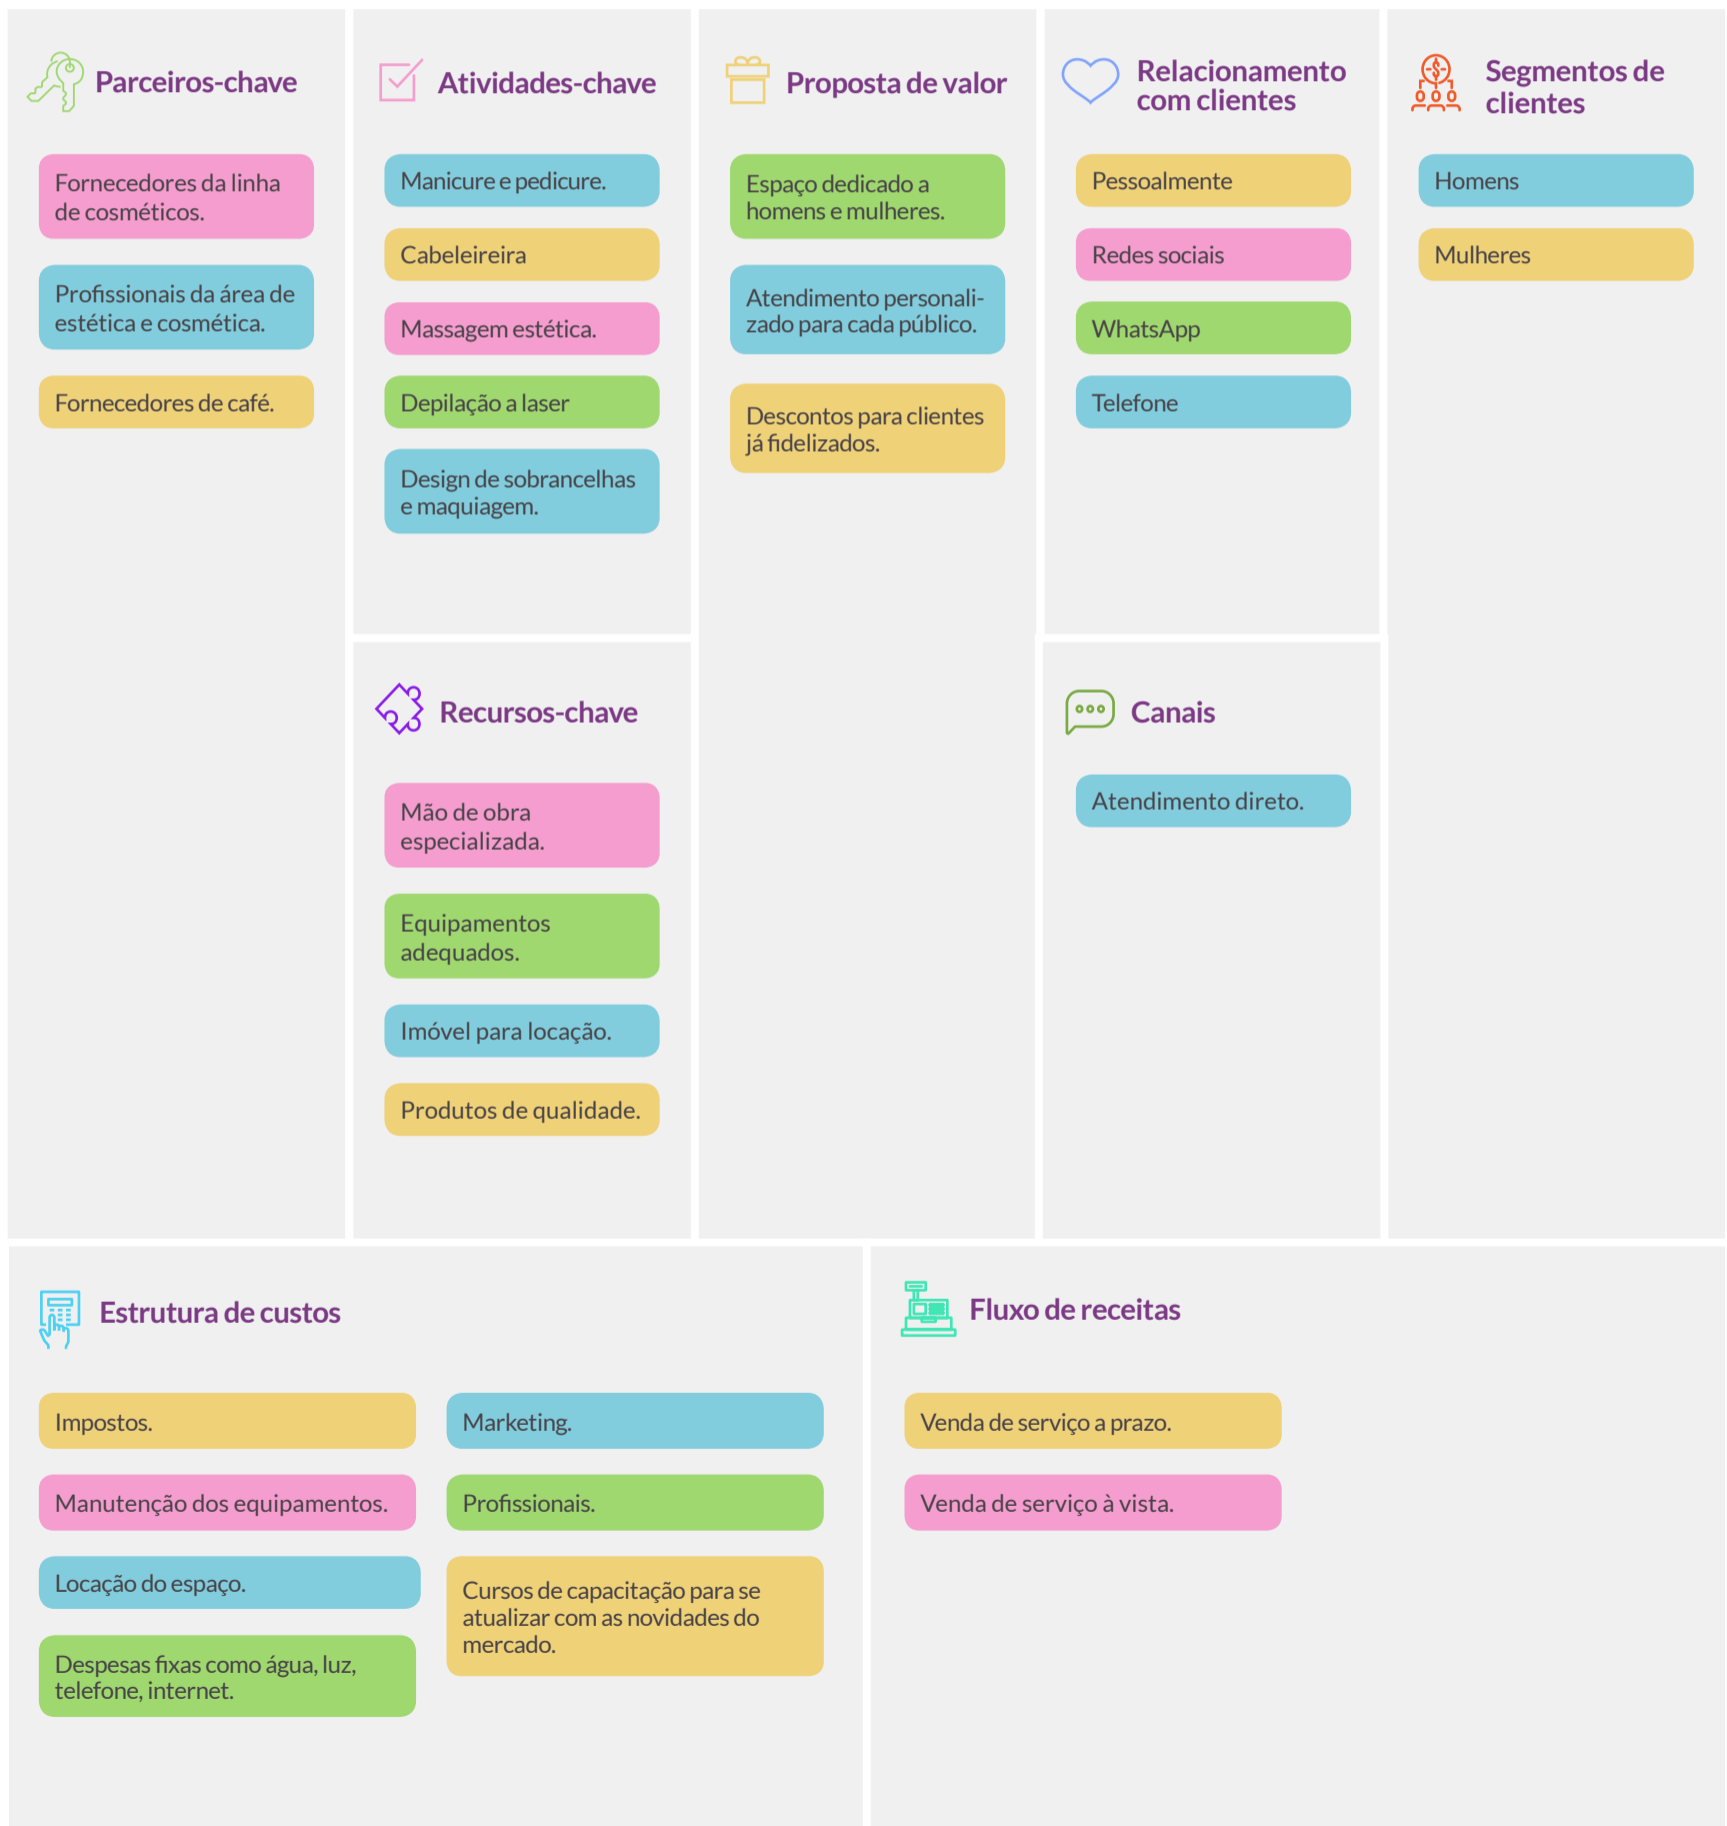 Parceiros-chave
Fornecedores da linha
de cosméticos.
Profissionais da área de
estética e cosmética.
Fornecedores de café.
Atividades-chave
Manicure e pedicure.
Cabeleireira
Massagem estética.
Depilação a laser
Design de sobrancelhas
e maquiagem.
Recursos-chave
Mão de obra
especializada.
Equipamentos
adequados.
Imóvel para locação.
Produtos de qualidade.
Proposta de valor
Espaço dedicado a
homens e mulheres.
Atendimento personali-
zado para cada público.
Descontos para clientes
já fidelizados.
Relacionamento
com clientes
Pessoalmente
Redes sociais
WhatsApp
Telefone
Canais
Atendimento direto.
Segmentos de
clientes
Homens
Mulheres
Estrutura de custos
Impostos.
Manutenção dos equipamentos.
Locação do espaço.
Despesas fixas como água, luz,
telefone, internet.
Marketing.
Profissionais.
Cursos de capacitação para se
atualizar com as novidades do
mercado.
Fluxo de receitas
Venda de serviço a prazo.
Venda de serviço à vista.